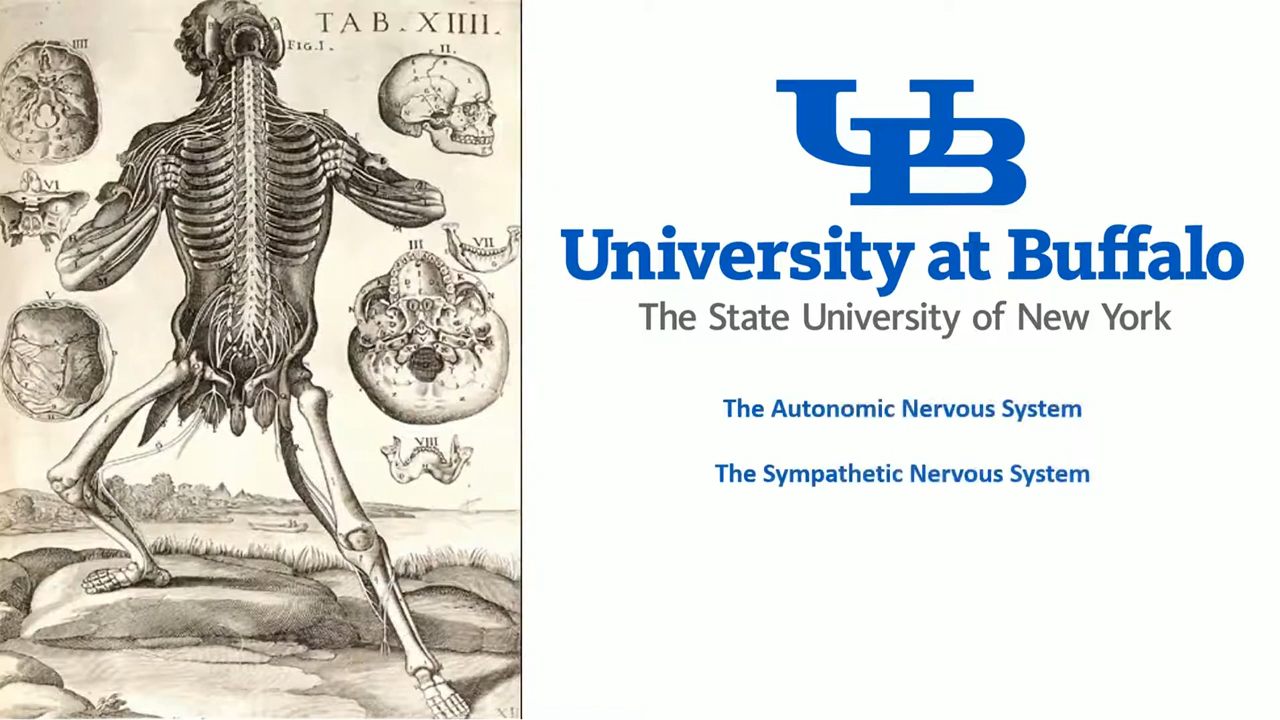 TAB. XIIII.
FIG. I.
IIII
II.
VI
III
VII
V
VIII
UB
University at Buffalo
The State University of New York
The Autonomic Nervous System
The Sympathetic Nervous System